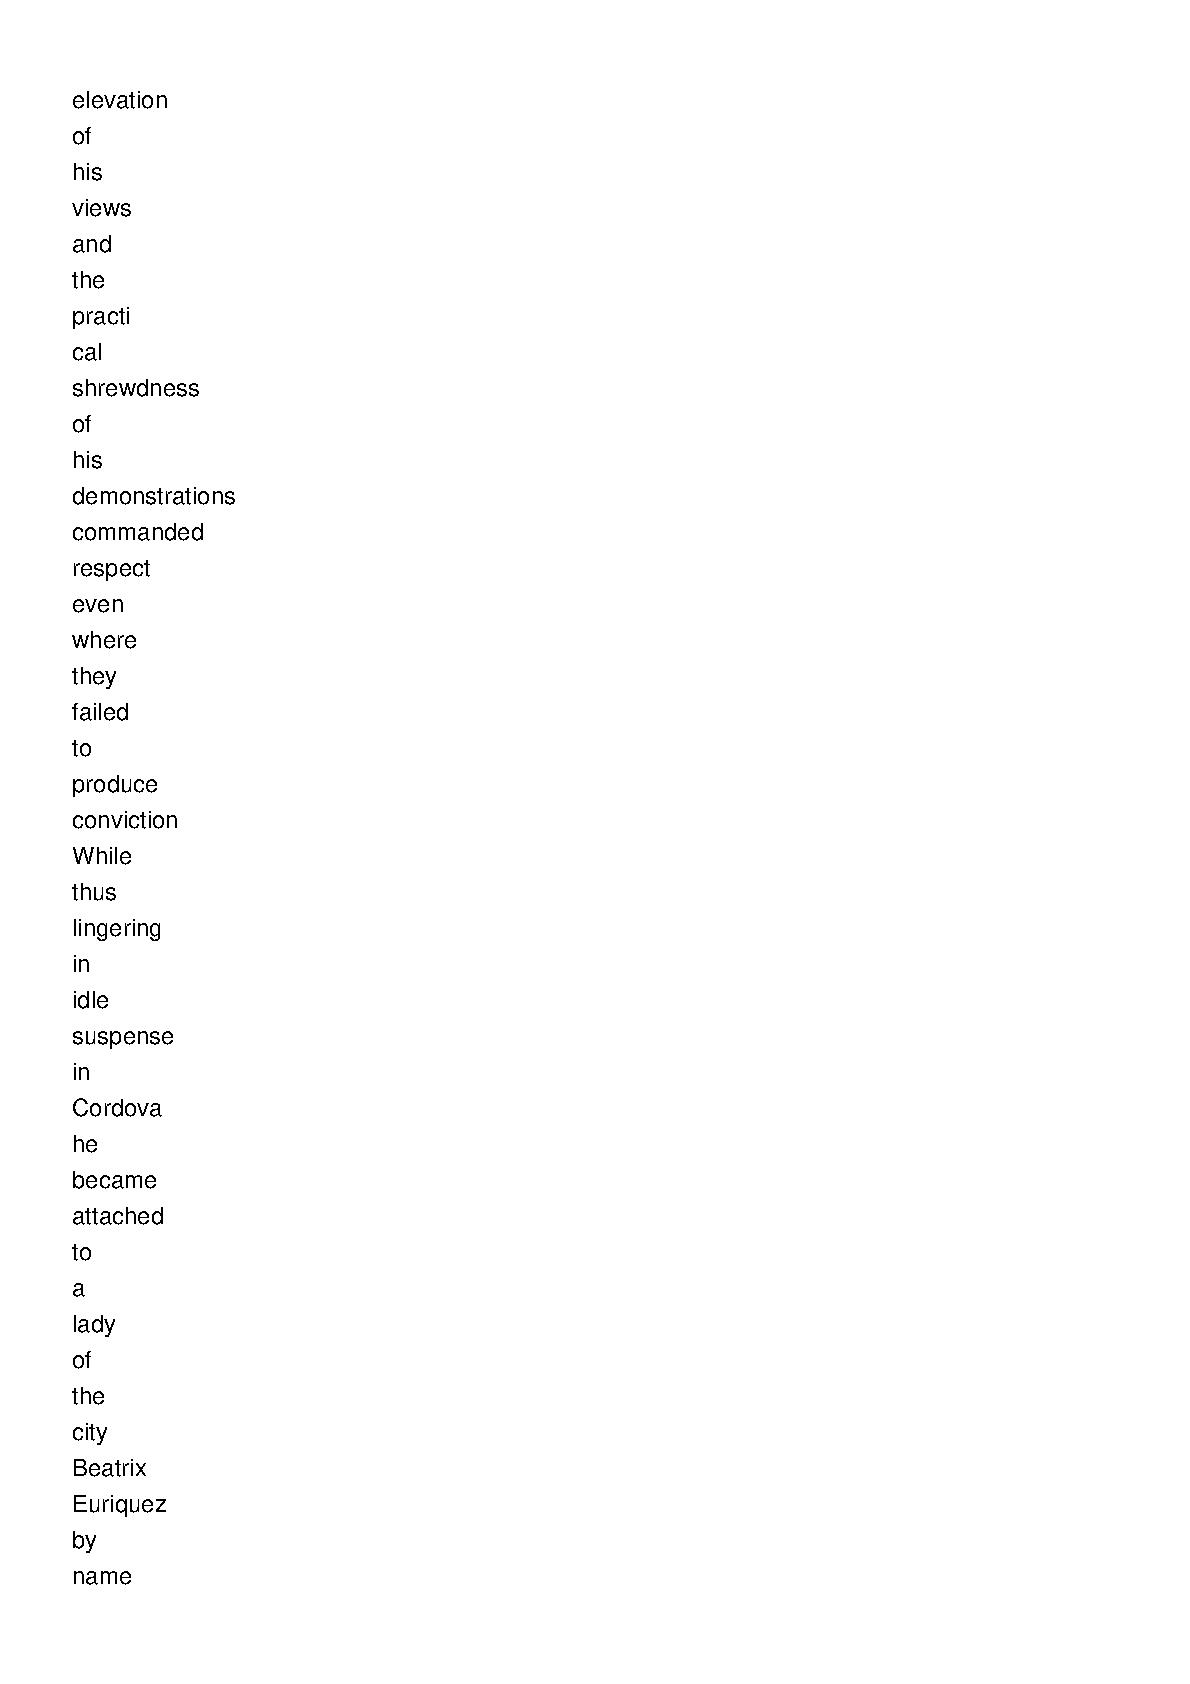 elevation
of
his
views
and
the
practi
cal
shrewdness
of
his
demonstrations
commanded
respect
even
where
they
failed
to
produce
conviction
While
thus
lingering
in
idle
suspense
in
Cordova
he
became
attached
to
a
lady
of
the
city
Beatrix
Euriquez
by
name